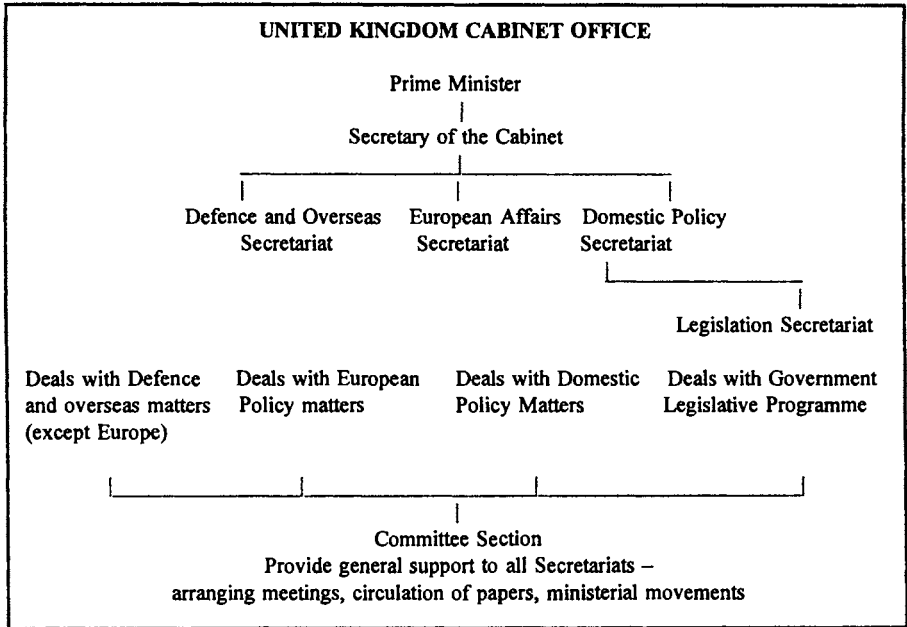 UNITED KINGDOM CABINET OFFICE
Prime Minister
Secretary of the Cabinet
Defence and Overseas
Secretariat
European Affairs
Secretariat
Domestic Policy
Secretariat
Legislation Secretariat
Deals with Defence
and overseas matters
(except Europe)
Deals with European
Policy matters
Deals with Domestic
Policy Matters
Deals with Government
Legislative Programme
Committee Section
Provide general support to all Secretariats –
arranging meetings, circulation of papers, ministerial movements